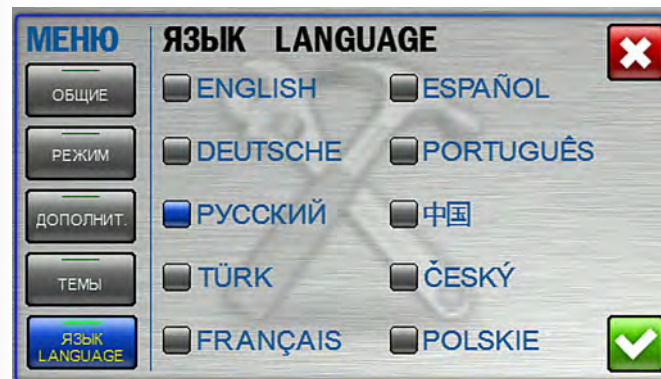 МЕНЮ
ЯЗЫК LANGUAGE
ОБЩИЕ
РЕЖИМ
ДОПОЛНИТ.
ТЕМЫ
ЯЗЫК
LANGUAGE
ENGLISH
ESPAÑOL
DEUTSCHE
PORTUGUÊS
РУССКИЙ
中国
TÜRK
ČESKÝ
FRANÇAIS
POLSKIE